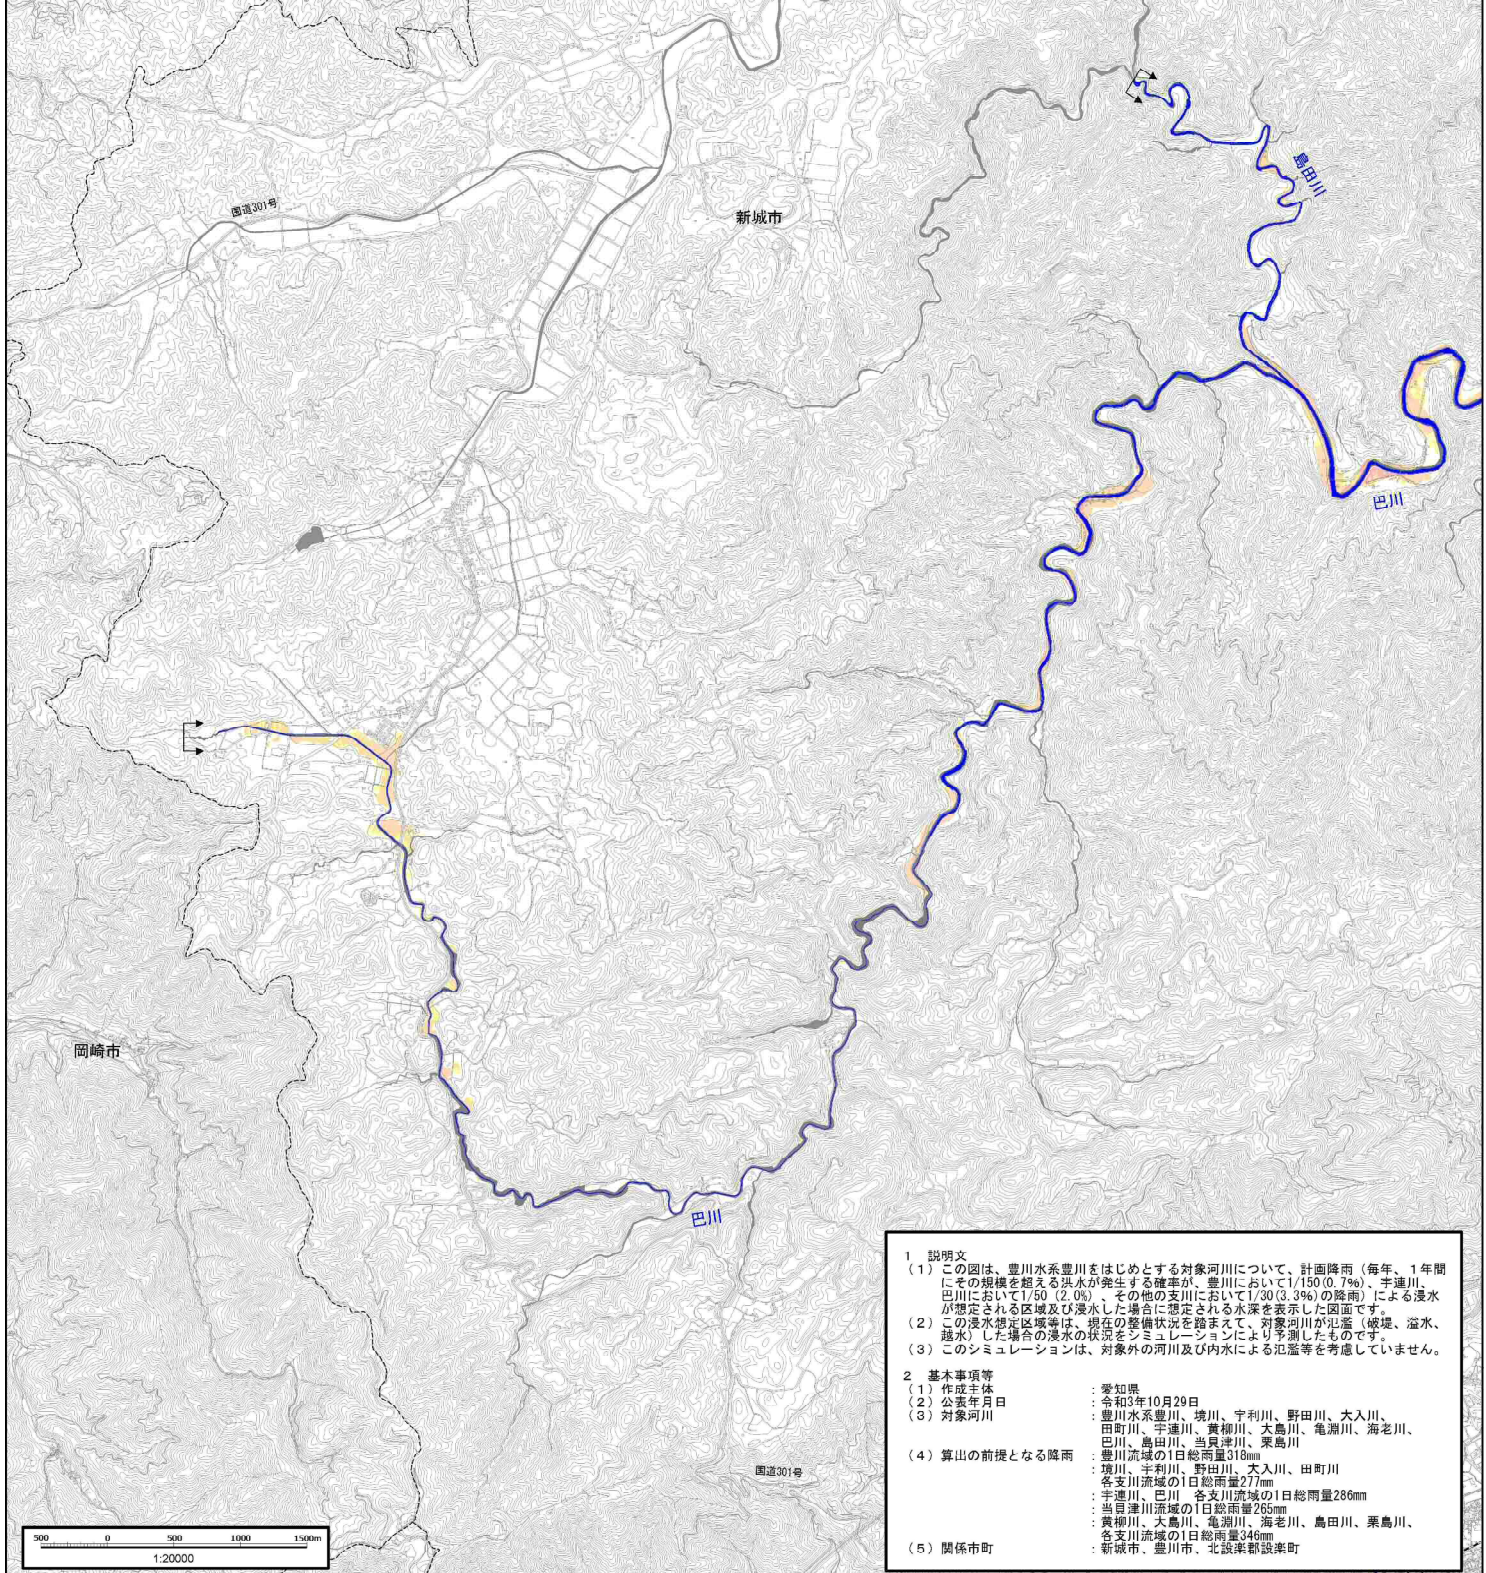 島田川
国道301号
新城市
巴川
岡崎市
巴川
国道301号
1 説明文
(1) この図は、豊川水系豊川をはじめとする対象河川について、計画降雨（毎年、1年間
にその規模を超える洪水が発生する確率が、豊川において1/150(0.7%)、宇連川、
巴川において1/50（2.0%）、その他の支川において1/30(3.3%)の降雨）による浸水
が想定される区域及び浸水した場合に想定される水深を表示した図面です。
(2) この浸水想定区域等は、現在の整備状況を踏まえて、対象河川が氾濫（破堤、溢水、
越水）した場合の浸水の状況をシミュレーションにより予測したものです。
(3) このシミュレーションは、対象外の河川及び内水による氾濫等を考慮していません。
2 基本事項等
(1) 作成主体 : 愛知県
(2) 公表年月日 : 令和3年10月29日
(3) 対象河川 : 豊川水系豊川、境川、宇利川、野田川、大入川、
田町川、宇連川、黄柳川、大島川、亀淵川、海老川、
巴川、島田川、当貝津川、栗島川
(4) 算出の前提となる降雨 : 豊川流域の1日総雨量318mm
: 境川、宇利川、野田川、大入川、田町川
各支川流域の1日総雨量277mm
: 宇連川、巴川 各支川流域の1日総雨量286mm
: 当貝津川流域の1日総雨量265mm
: 黄柳川、大島川、亀淵川、海老川、島田川、栗島川、
各支川流域の1日総雨量346mm
(5) 関係市町 : 新城市、豊川市、北設楽郡設楽町
500 0 500 1000 1500m
1:20000